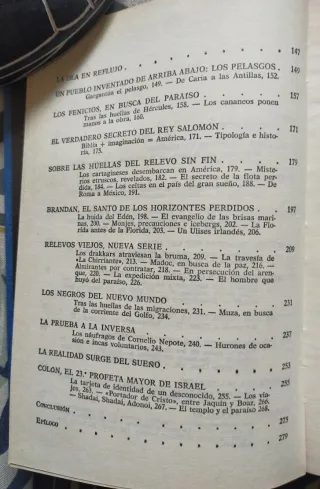 LA OLA EN REFLUJO . . . . . . . . . 147
UN PUEBLO INVENTADO DE ARRIBA ABAJO: LOS PELASGOS . 149
Gargantúa el pelasgo, 149. — De Caria a las Antillas, 152.
LOS FENICIOS, EN BUSCA DEL PARAISO . . . . 157
Tras las huellas de Hércules, 158. — Los cananeos ponen
manos a la obra, 160.
EL VERDADERO SECRETO DEL REY SALOMON . . . . 171
Biblia + imaginación = América, 171. — Tipología e histo-
ria, 175.
SOBRE LAS HUELLAS DEL RELEVO SIN FIN . . . . 179
Los cartagineses desembarcan en América, 179. — Miste-
rios etruscos, revelados, 182. — El secreto de la flota per-
dida, 184. — Los celtas en el país del gran sueño, 188. — De
Roma a México, 191.
BRANDAN, EL SANTO DE LOS HORIZONTES PERDIDOS . 197
La huida del Edén, 198. — El evangelio de las brisas mari-
nas, 200. — Monjes, precauciones e icebergs, 202. — La Flo-
rida antes de la Florida, 203. — Un Ulises irlandés, 206.
RELEVOS VIEJOS, NUEVA SERIE . . . . . . 209
Los drakkars atraviesan la bruma, 209. — La travesía de
«La Chirriante», 213. — Madoc, en busca de la paz, 216. —
Almirantes por contratar, 218. — En persecución del aren-
que, 220. — La expedición mixta, 223. — El hombre que
huyó del paraíso, 226.
LOS NEGROS DEL NUEVO MUNDO . . . . . . 231
Tras las huellas de las migraciones, 231. — Muza, en busca
de la corriente del Golfo, 234.
LA PRUEBA A LA INVERSA . . . . . . . 237
Los náufragos de Cornelio Nepote, 240. — Hurones de oca-
sión e incas voluntarios, 243.
LA REALIDAD SURGE DEL SUEÑO . . . . . . 253
COLON, EL 23.° PROFETA MAYOR DE ISRAEL . . . . 255
La tarjeta de identidad de un desconocido, 255. — Los via-
jes, 263. — «Portador de Cristo», entre Jaquín y Boaz, 266.
— Shadai, Shadai, Adonoi, 267. — El templo y el paraíso 268.
CONCLUSIÓN . . . . . . . . . . 275
EPÍLOGO . . . . . . . . . . . 279